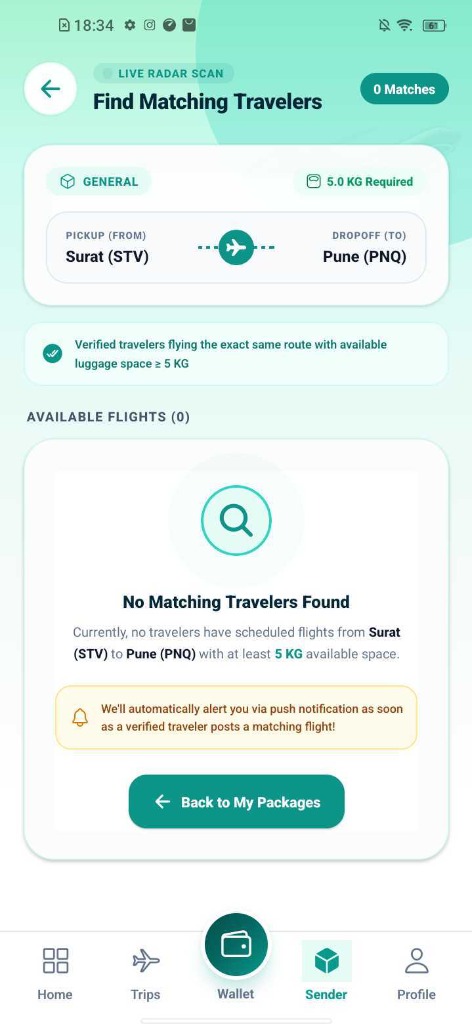 18:34
61
LIVE RADAR SCAN
Find Matching Travelers
0 Matches
GENERAL
5.0 KG Required
PICKUP (FROM)
DROPOFF (TO)
Surat (STV)
Pune (PNQ)
Verified travelers flying the exact same route with available
luggage space ≥ 5 KG
AVAILABLE FLIGHTS (0)
No Matching Travelers Found
Currently, no travelers have scheduled flights from Surat
(STV) to Pune (PNQ) with at least 5 KG available space.
We'll automatically alert you via push notification as soon
as a verified traveler posts a matching flight!
Back to My Packages
Home
Trips
Wallet
Sender
Profile